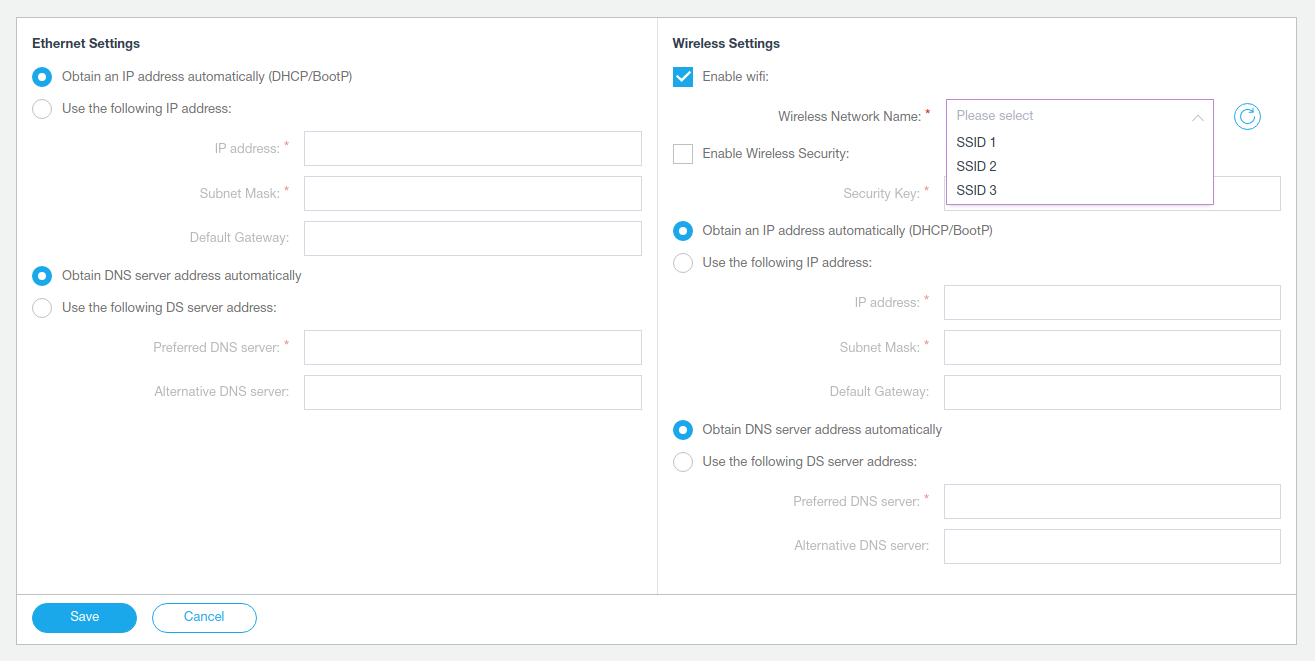 Ethernet Settings
Obtain an IP address automatically (DHCP/BootP)
Use the following IP address:
IP address: *
Subnet Mask: *
Default Gateway:
Obtain DNS server address automatically
Use the following DS server address:
Preferred DNS server: *
Alternative DNS server:
Wireless Settings
Enable wifi:
Wireless Network Name: *
Please select
SSID 1
SSID 2
SSID 3
Enable Wireless Security:
Security Key: *
Obtain an IP address automatically (DHCP/BootP)
Use the following IP address:
IP address: *
Subnet Mask: *
Default Gateway:
Obtain DNS server address automatically
Use the following DS server address:
Preferred DNS server: *
Alternative DNS server:
Save
Cancel